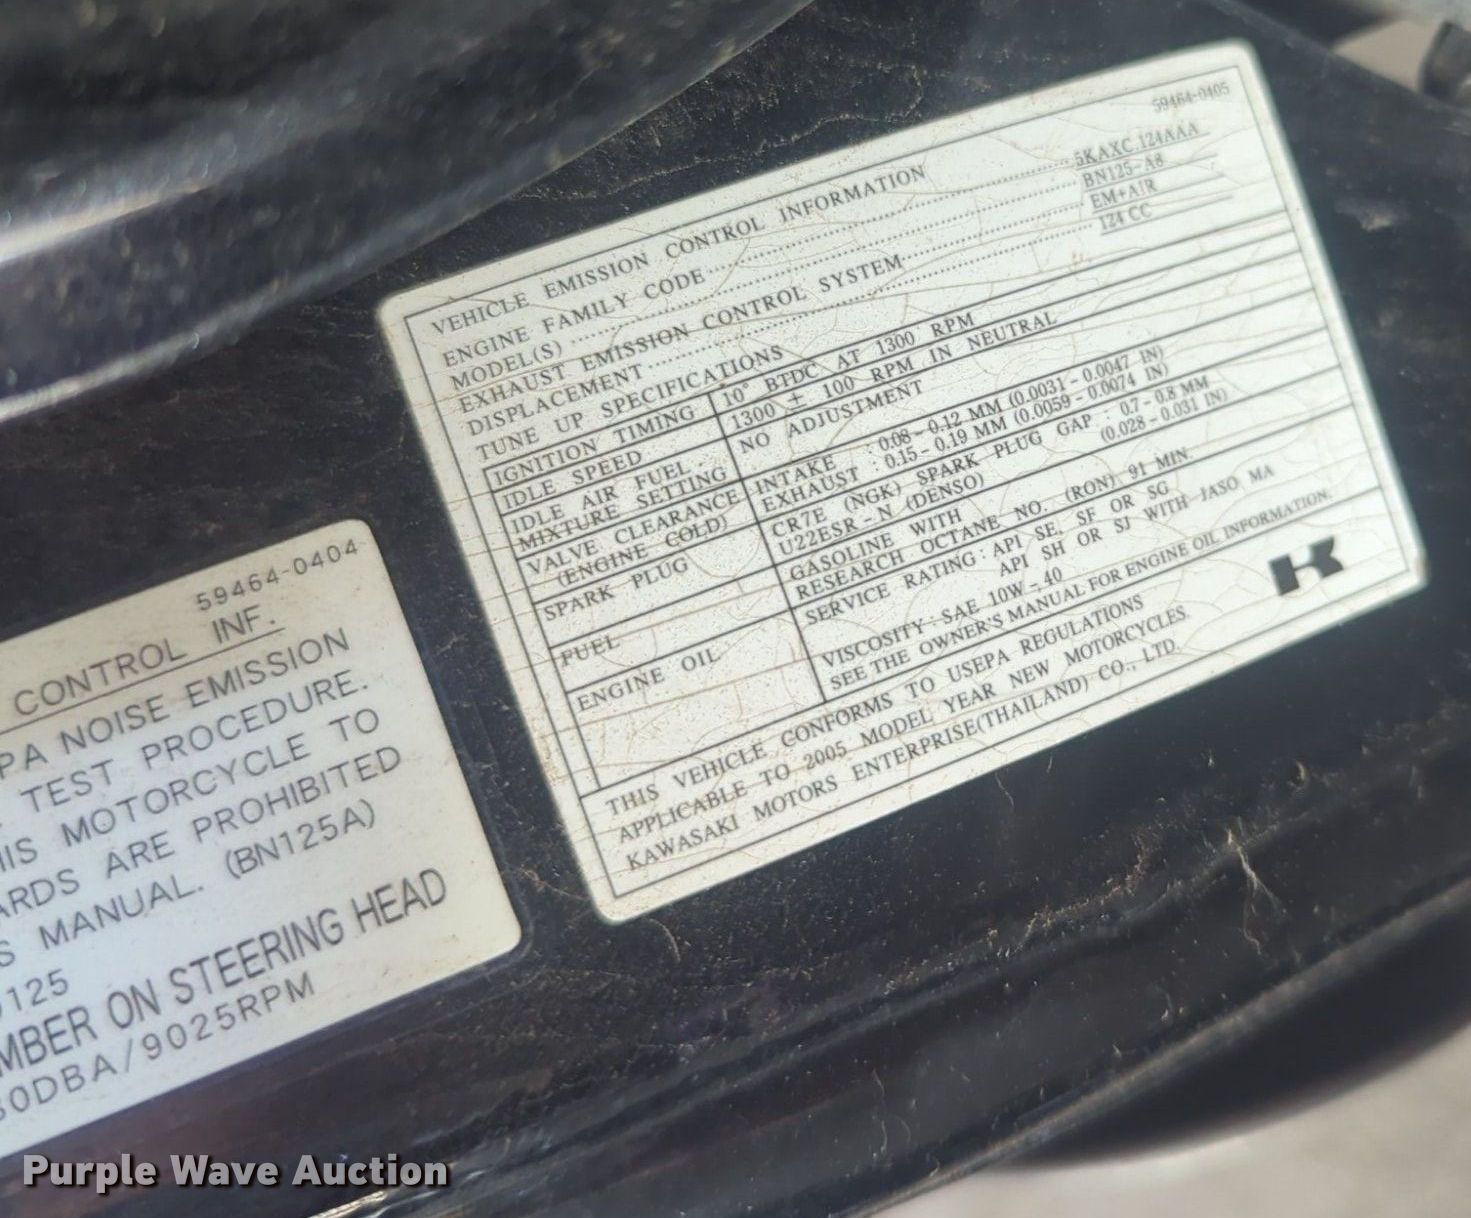 59464-0405
VEHICLE EMISSION CONTROL INFORMATION
ENGINE FAMILY CODE 5KAXC.124AAA
MODEL(S) BN125-A8
EXHAUST EMISSION CONTROL SYSTEM EM+AIR
DISPLACEMENT 124 CC
TUNE UP SPECIFICATIONS
IGNITION TIMING 10° BTDC AT 1300 RPM
IDLE SPEED 1300 ± 100 RPM IN NEUTRAL
IDLE AIR FUEL NO ADJUSTMENT
MIXTURE SETTING
VALVE CLEARANCE INTAKE : 0.08 - 0.12 MM (0.0031 - 0.0047 IN)
(ENGINE COLD) EXHAUST : 0.15 - 0.19 MM (0.0059 - 0.0074 IN)
SPARK PLUG CR7E (NGK) SPARK PLUG GAP : 0.7 - 0.8 MM
U22ESR - N (DENSO) (0.028 - 0.031 IN)
FUEL GASOLINE WITH
RESEARCH OCTANE NO. (RON) 91 MIN.
ENGINE OIL SERVICE RATING : API SE, SF OR SG
API SH OR SJ WITH JASO MA
VISCOSITY : SAE 10W - 40
SEE THE OWNER'S MANUAL FOR ENGINE OIL INFORMATION.
THIS VEHICLE CONFORMS TO USEPA REGULATIONS
APPLICABLE TO 2005 MODEL YEAR NEW MOTORCYCLES.
KAWASAKI MOTORS ENTERPRISE(THAILAND) CO., LTD.
K
59464-0404
CONTROL INF.
PA NOISE EMISSION
TEST PROCEDURE.
HIS MOTORCYCLE TO
ARDS ARE PROHIBITED
S MANUAL. (BN125A)
125
MBER ON STEERING HEAD
0DBA/9025RPM
Purple Wave Auction